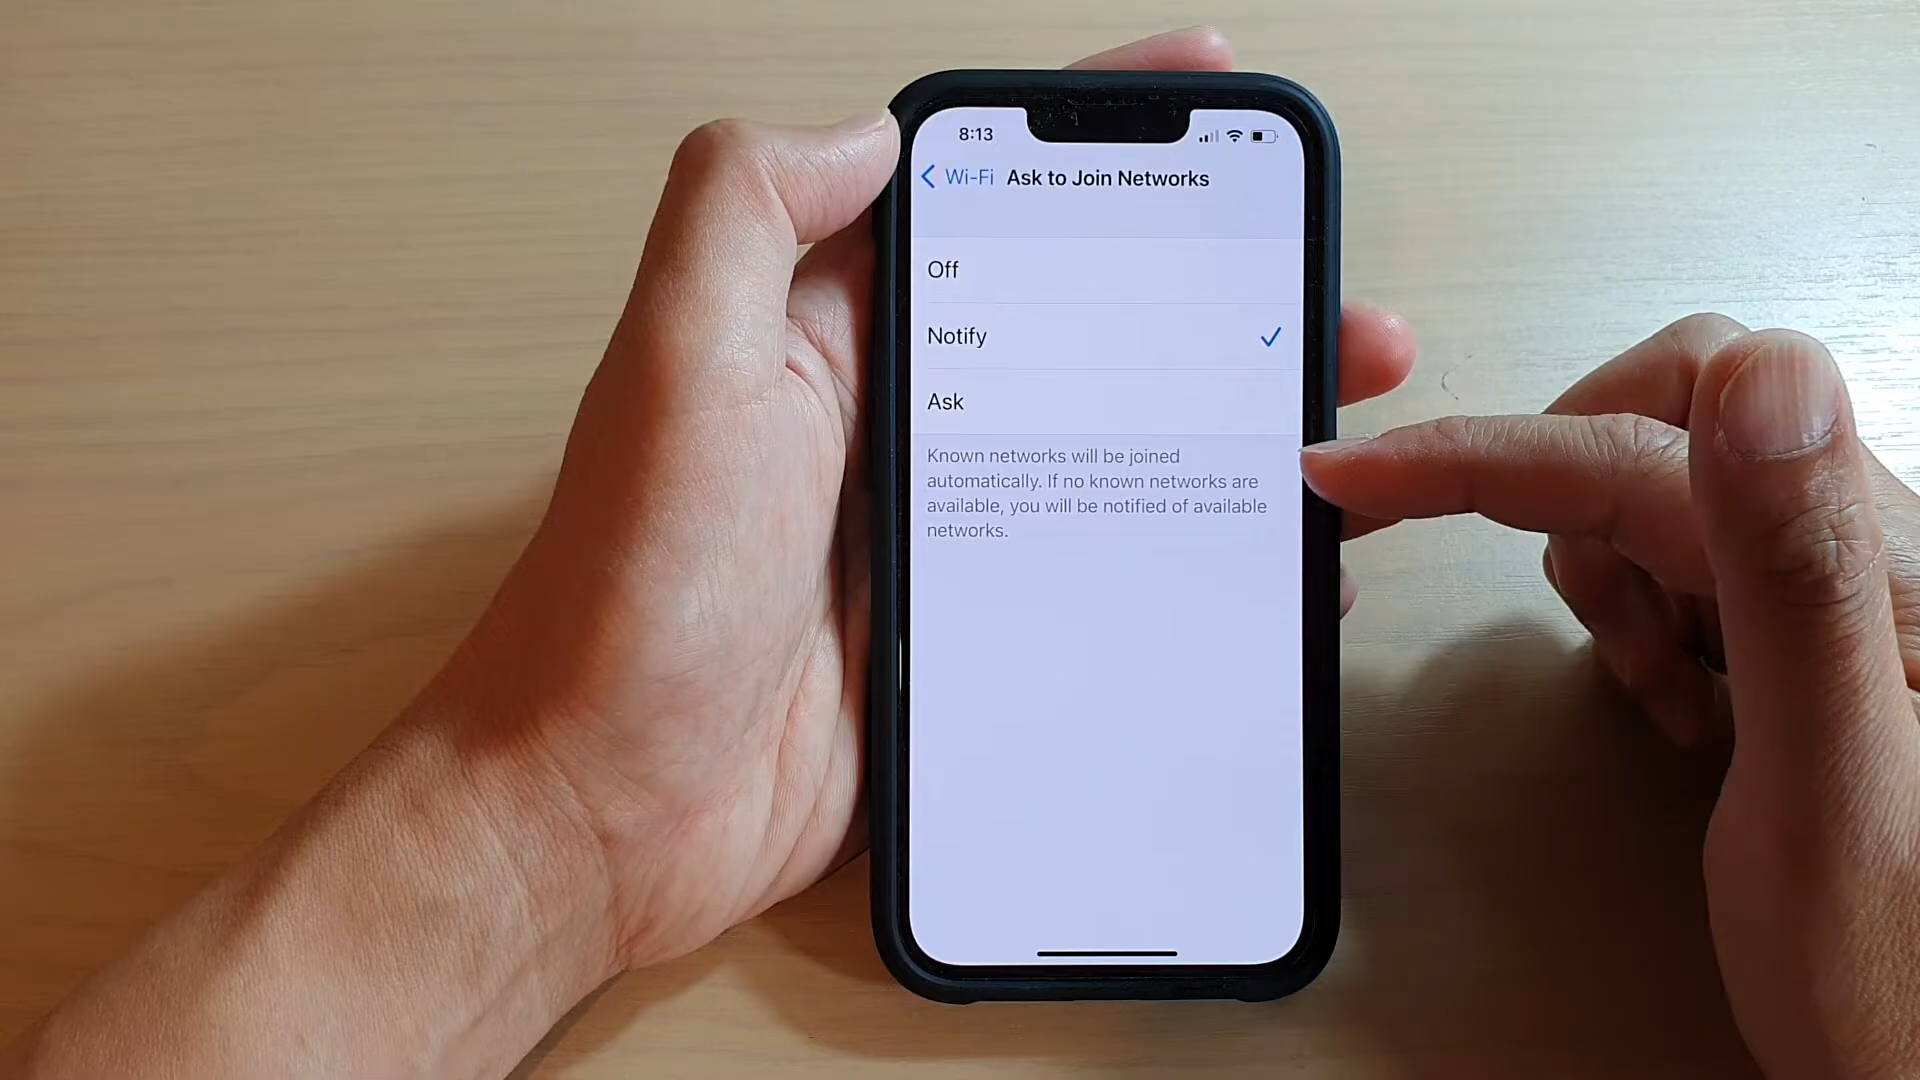 8:13
Wi-Fi Ask to Join Networks
Off
Notify
Ask
Known networks will be joined
automatically. If no known networks are
available, you will be notified of available
networks.